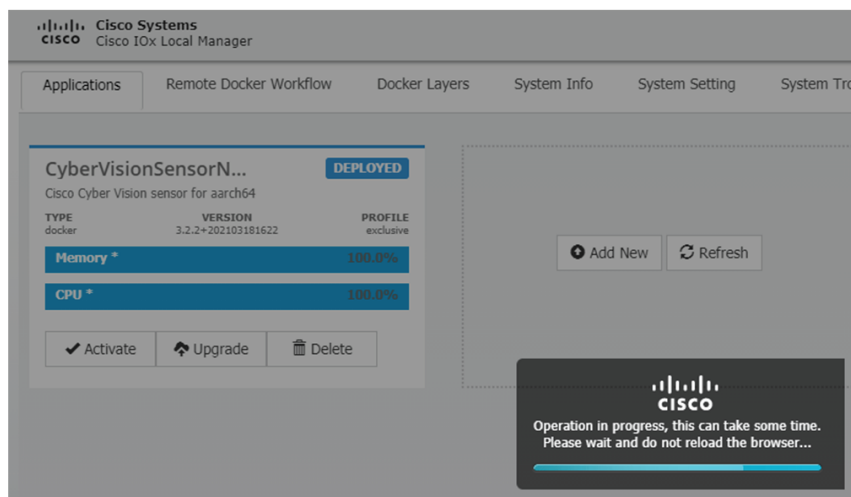 Cisco Systems
CISCO Cisco IOx Local Manager
Applications Remote Docker Workflow Docker Layers System Info System Setting System Tro
CyberVisionSensorN... DEPLOYED
Cisco Cyber Vision sensor for aarch64
TYPE VERSION PROFILE
docker 3.2.2+202103181622 exclusive
Memory * 100.0%
CPU * 100.0%
Activate Upgrade Delete
Add New Refresh
CISCO
Operation in progress, this can take some time.
Please wait and do not reload the browser...